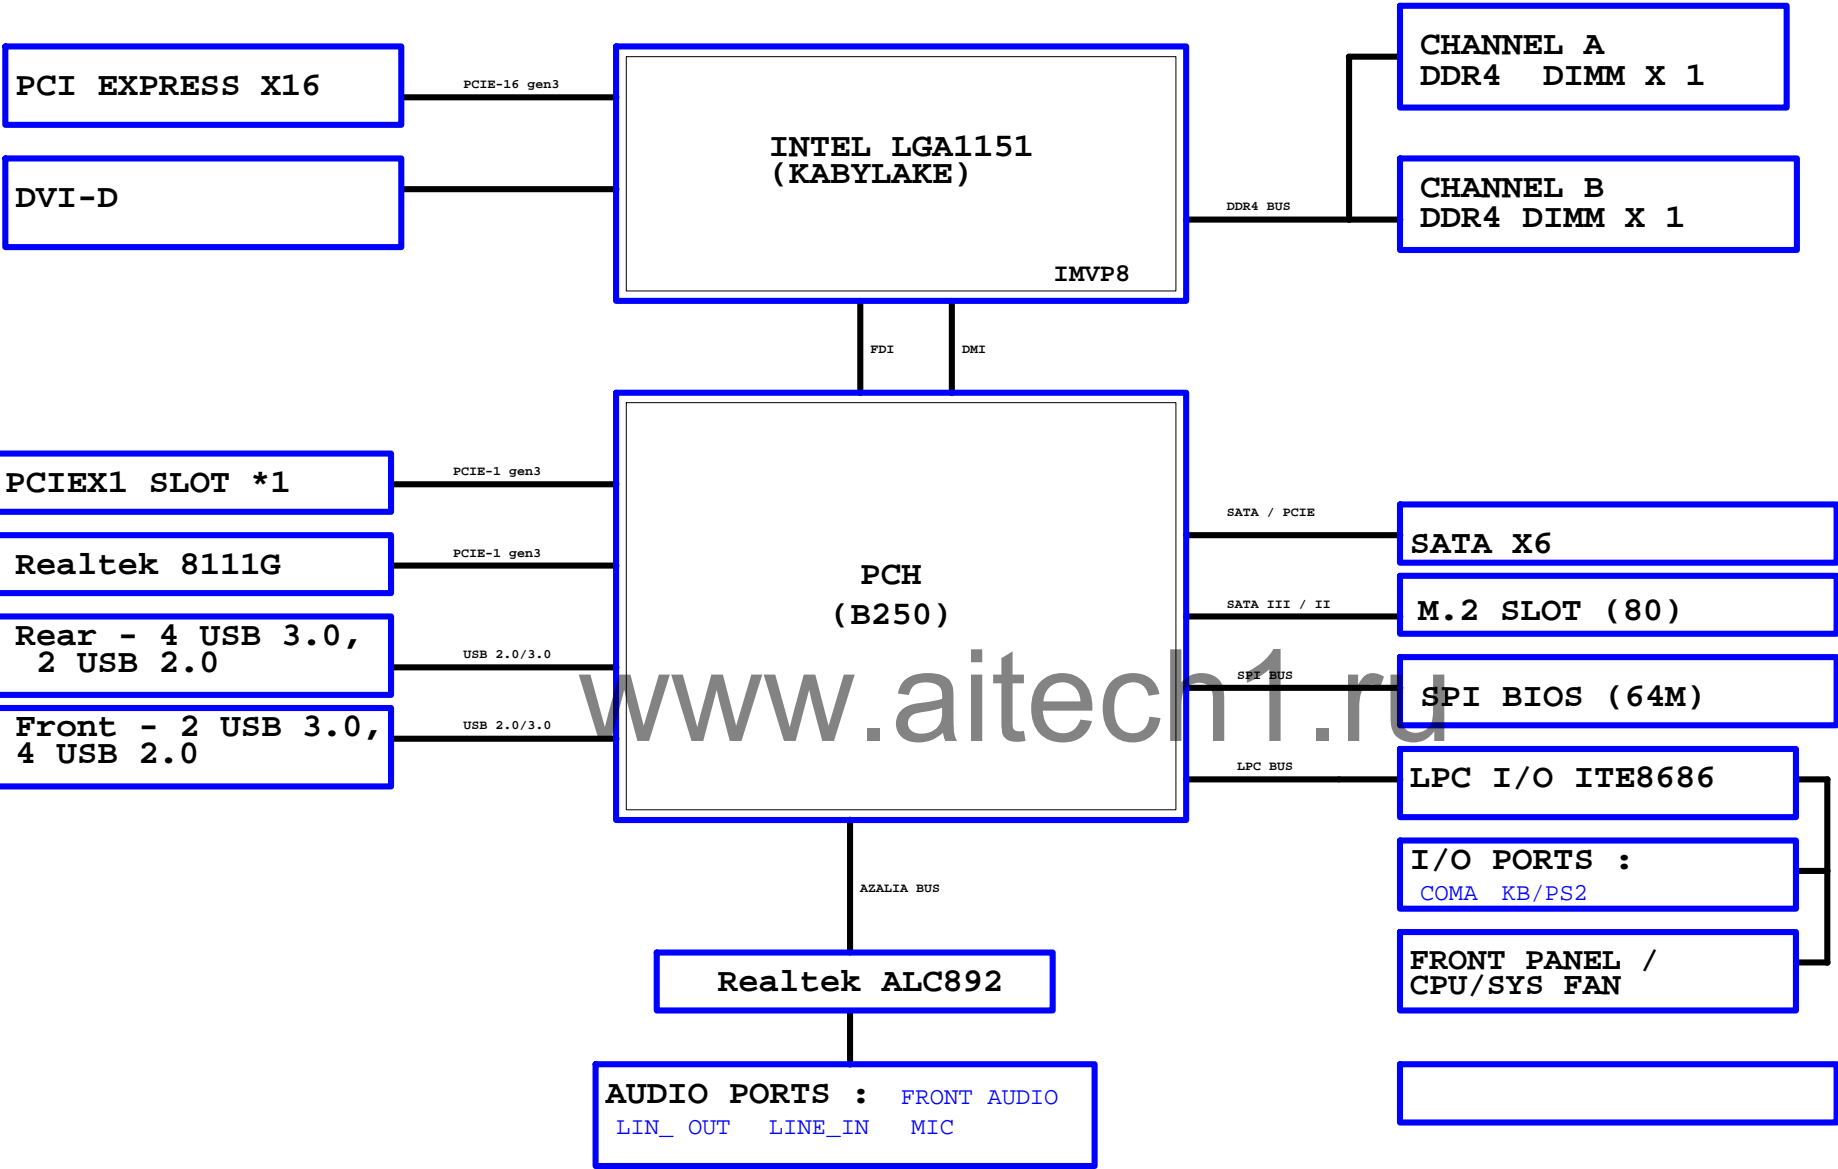 PCI EXPRESS X16
PCIE-16 gen3
DVI-D
INTEL LGA1151
(KABYLAKE)
IMVP8
DDR4 BUS
CHANNEL A
DDR4 DIMM X 1
CHANNEL B
DDR4 DIMM X 1
FDI
DMI
PCIEX1 SLOT *1
PCIE-1 gen3
Realtek 8111G
PCIE-1 gen3
Rear - 4 USB 3.0,
2 USB 2.0
USB 2.0/3.0
Front - 2 USB 3.0,
4 USB 2.0
USB 2.0/3.0
PCH
(B250)
www.aitech1.ru
SATA / PCIE
SATA X6
SATA III / II
M.2 SLOT (80)
SPI BUS
SPI BIOS (64M)
LPC BUS
LPC I/O ITE8686
I/O PORTS :
COMA KB/PS2
FRONT PANEL /
CPU/SYS FAN
AZALIA BUS
Realtek ALC892
AUDIO PORTS : FRONT AUDIO
LIN_ OUT LINE_IN MIC